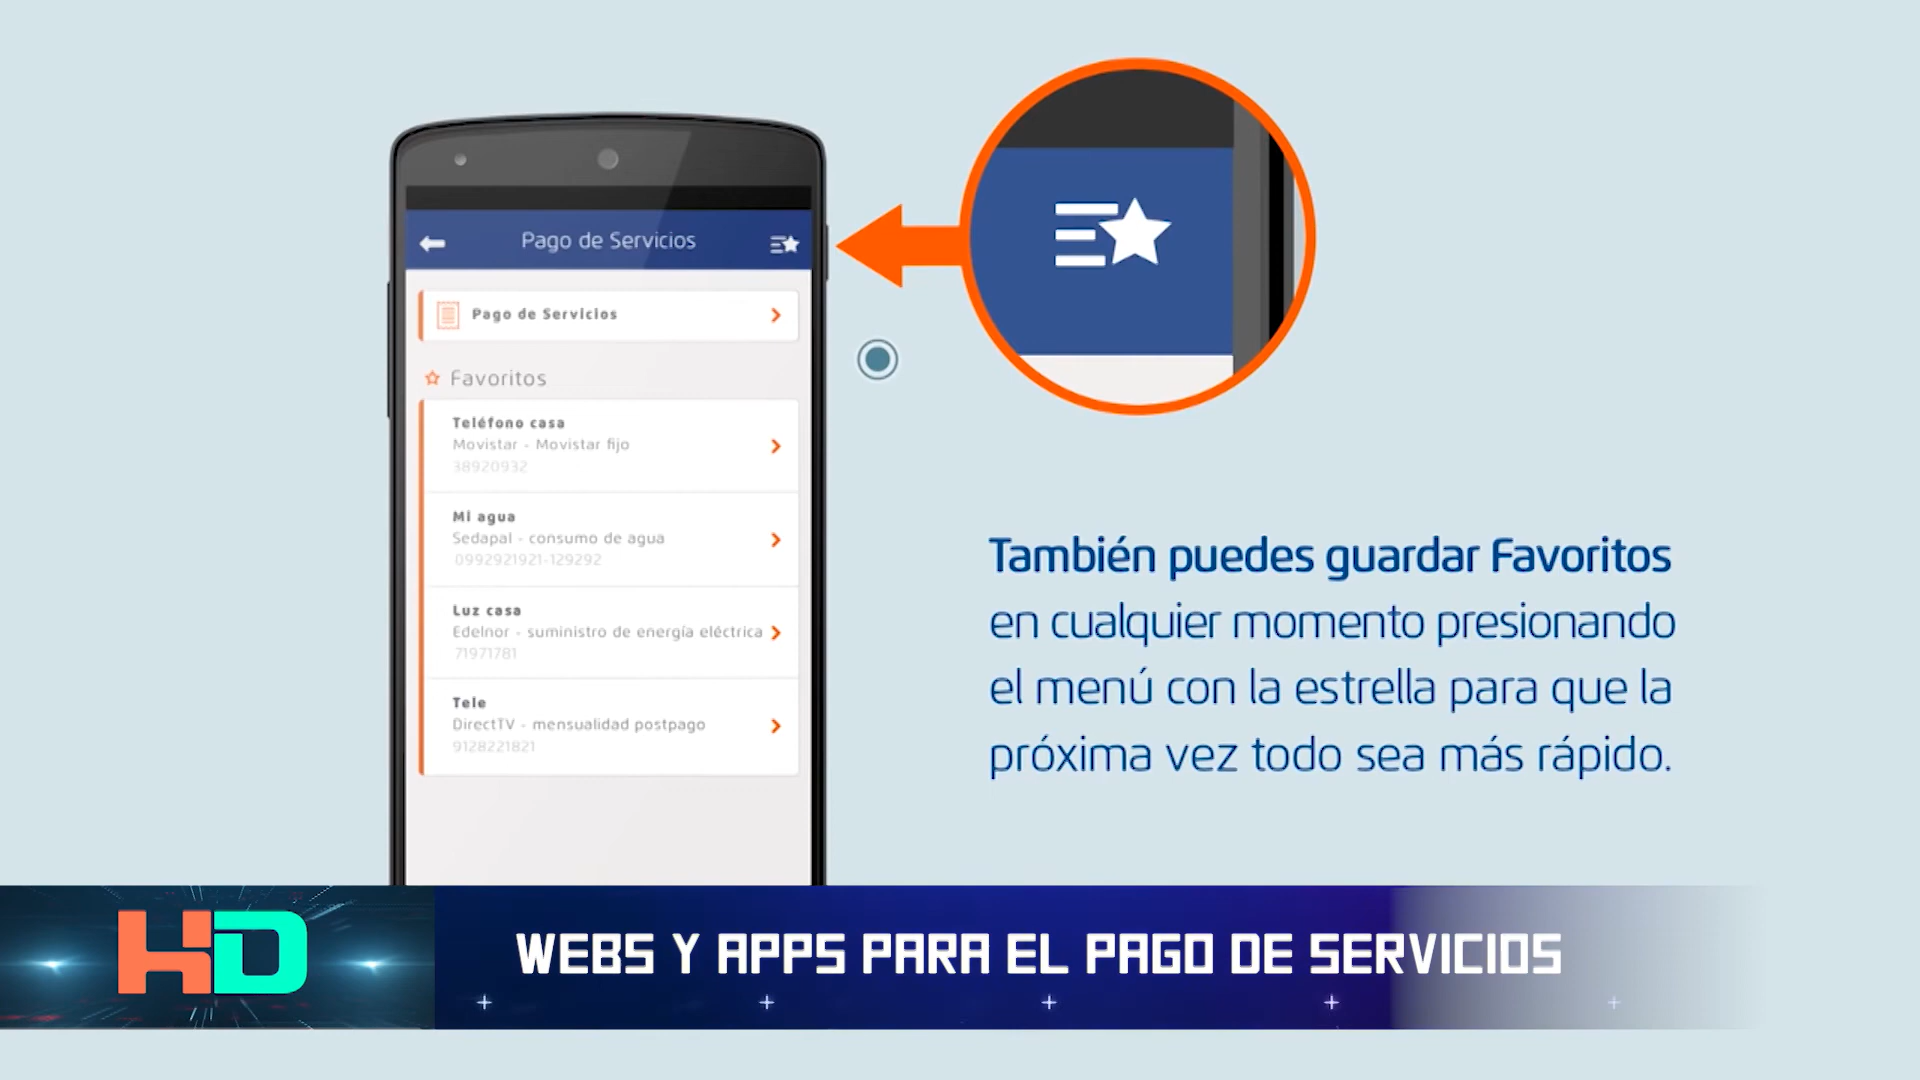 Pago de Servicios
Pago de Servicios
Favoritos
Teléfono casa
Movistar - Movistar fijo
38920932
Mi agua
Sedapal - consumo de agua
0992921921-129292
Luz casa
Edelnor - suministro de energía eléctrica
71971781
Tele
DirectTV - mensualidad postpago
9128221821
También puedes guardar Favoritos
en cualquier momento presionando
el menú con la estrella para que la
próxima vez todo sea más rápido.
HD
WEBS Y APPS PARA EL PAGO DE SERVICIOS